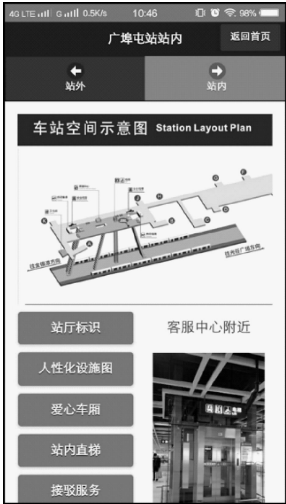 4G LTE G 0.5K/s 10:46 98%
广埠屯站站内 返回首页
站外 站内
车站空间示意图 Station Layout Plan
站厅标识 客服中心附近
人性化设施图
爱心车厢
站内直梯
接驳服务